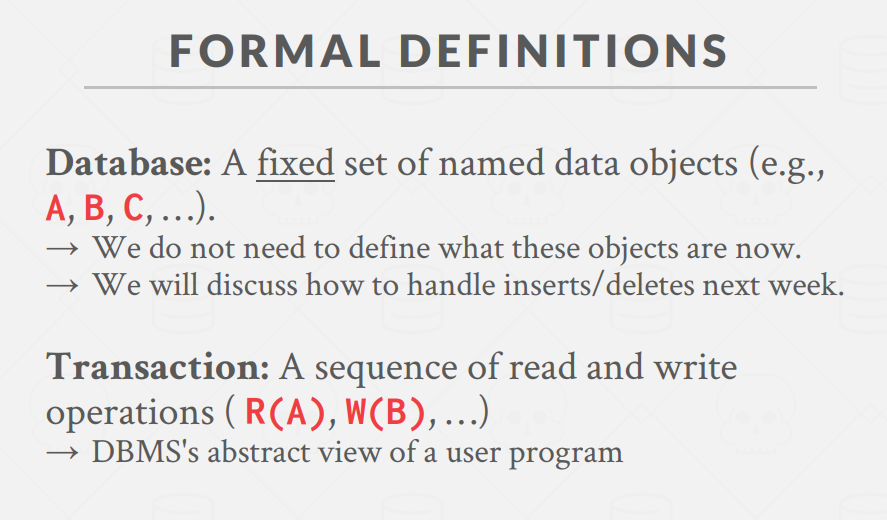 FORMAL DEFINITIONS
Database: A fixed set of named data objects (e.g.,
A, B, C, …).
→ We do not need to define what these objects are now.
→ We will discuss how to handle inserts/deletes next week.
Transaction: A sequence of read and write
operations ( R(A), W(B), …)
→ DBMS's abstract view of a user program